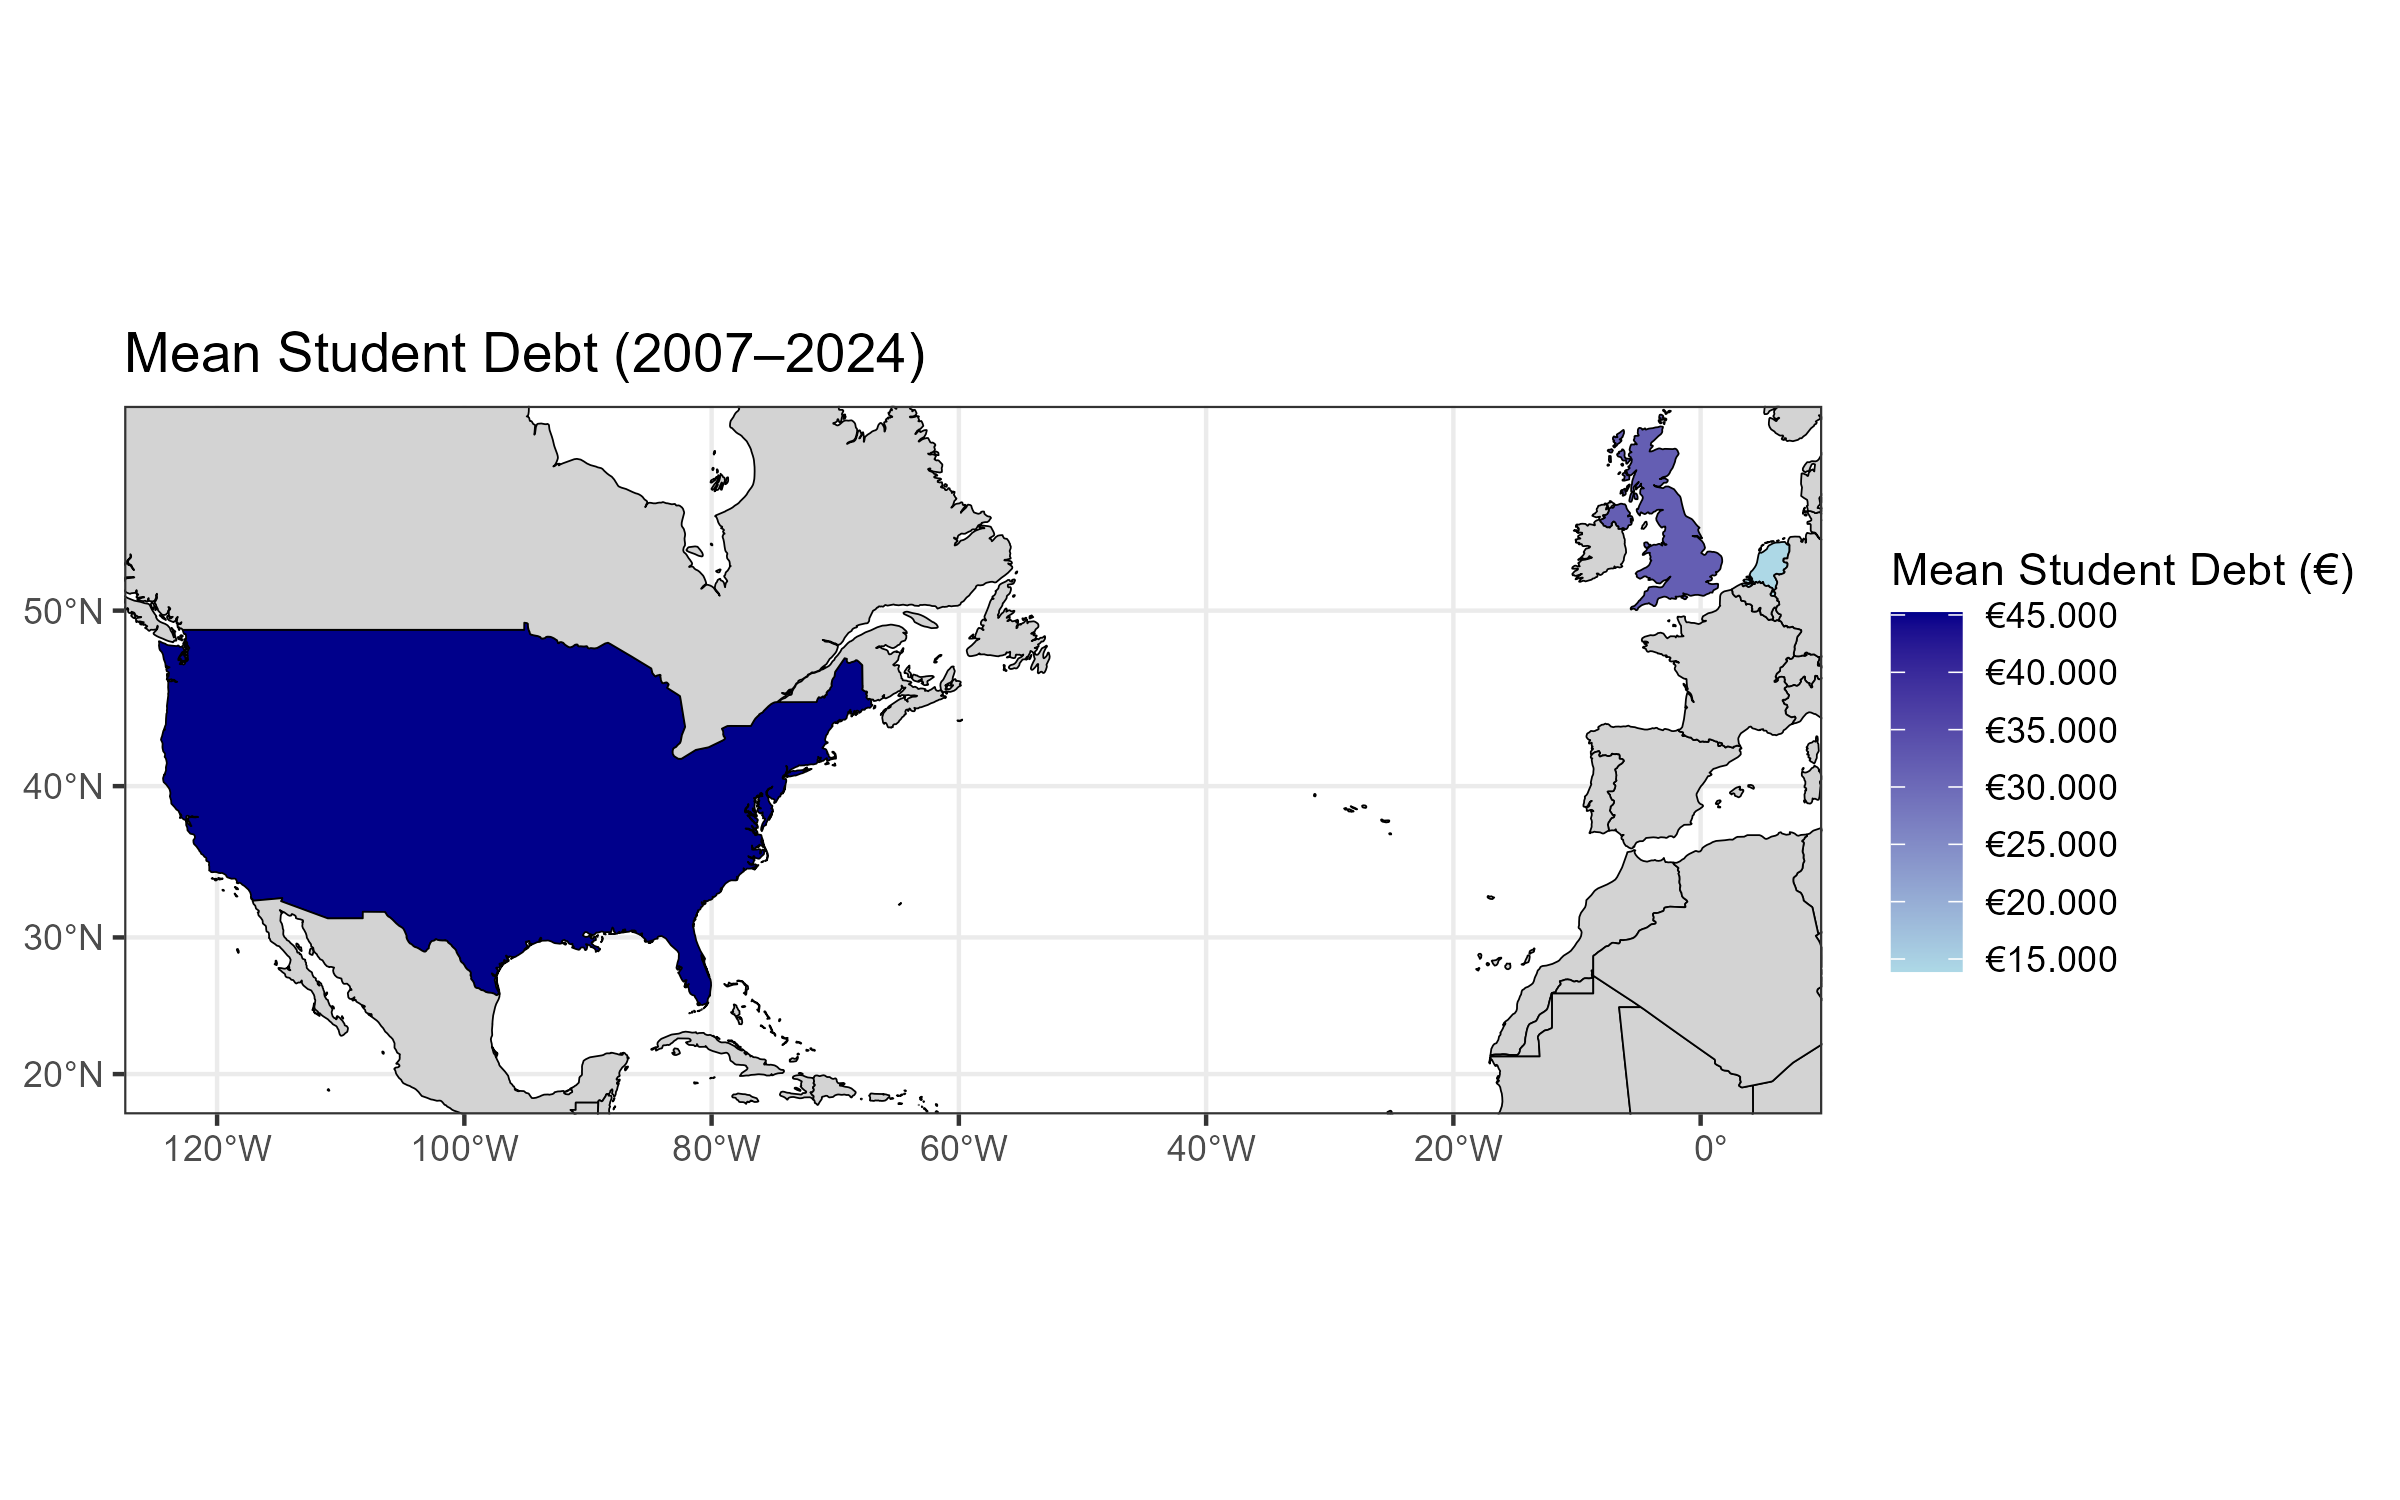 Mean Student Debt (2007–2024)
50°N
40°N
30°N
20°N
120°W
100°W
80°W
60°W
40°W
20°W
0°
Mean Student Debt (€)
€45.000
€40.000
€35.000
€30.000
€25.000
€20.000
€15.000